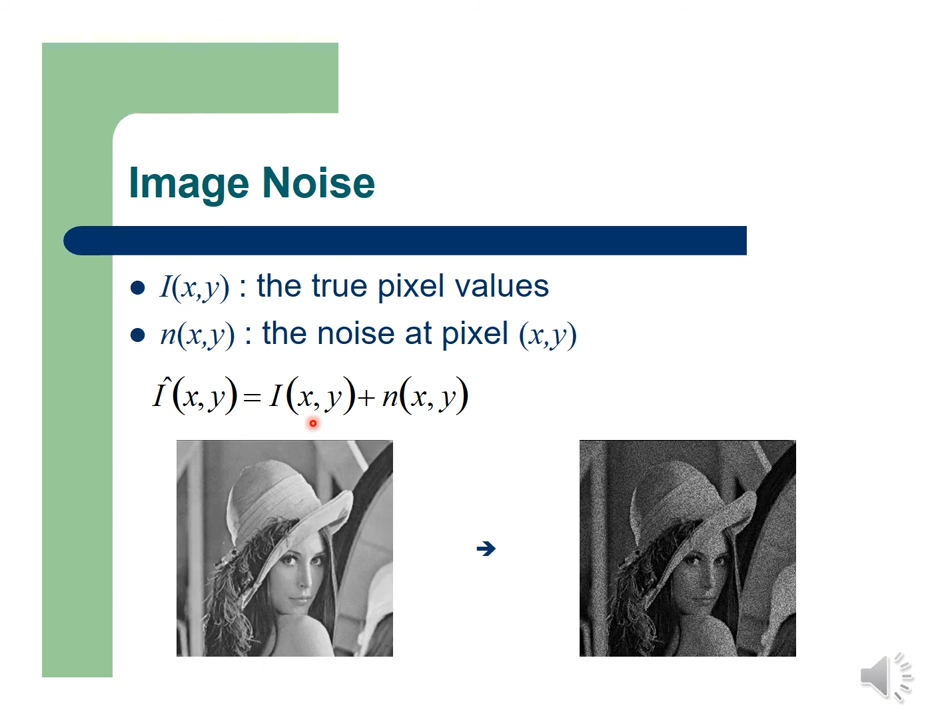 Image Noise
● I(x,y) : the true pixel values
● n(x,y) : the noise at pixel (x,y)
Î(x, y) = I(x, y) + n(x, y)
➔